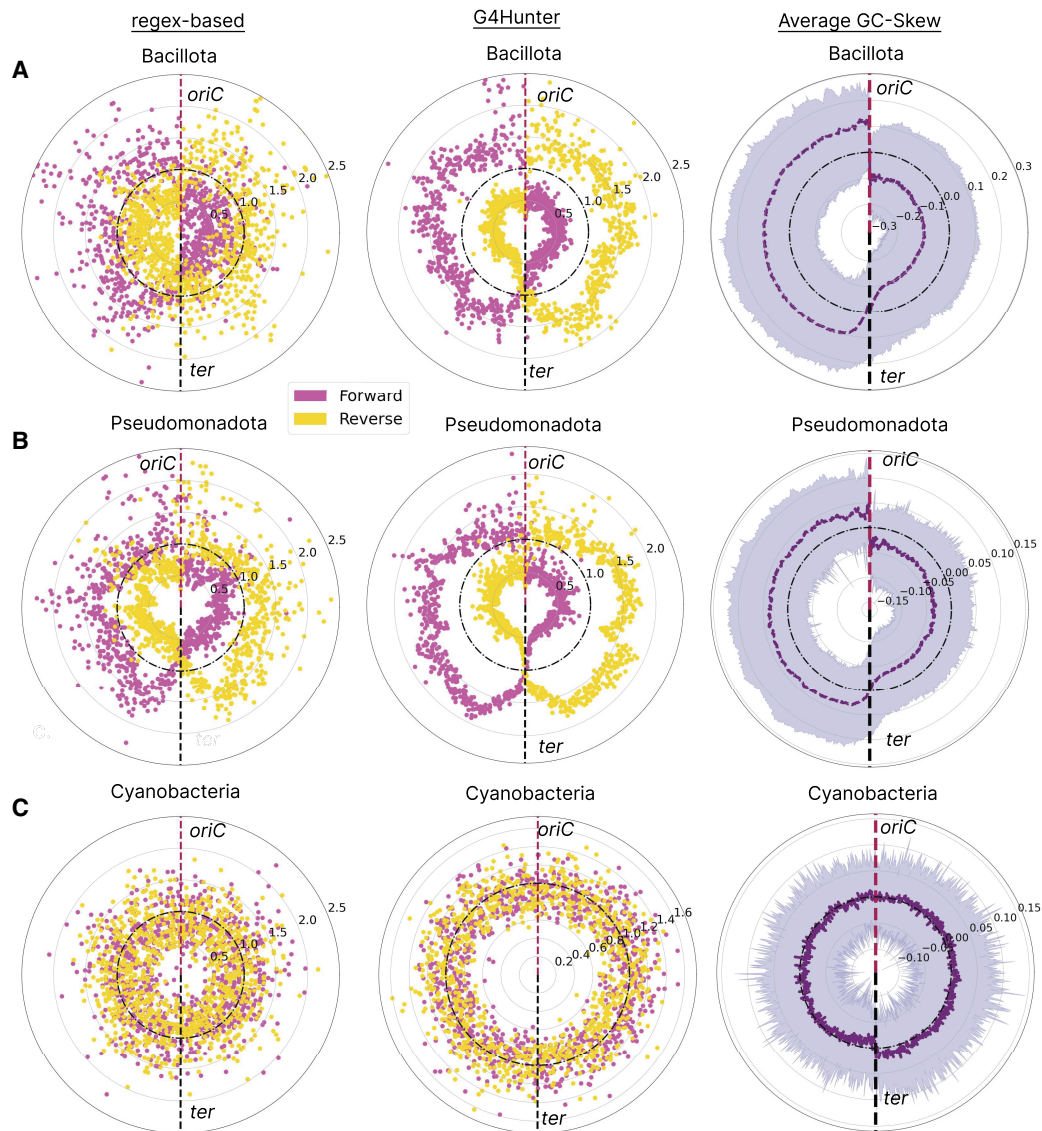 regex-based
G4Hunter
Average GC-Skew
A
Bacillota
Bacillota
Bacillota
oriC
0.5
1.0
1.5
2.0
2.5
ter
oriC
0.5
1.0
1.5
2.0
2.5
ter
oriC
−0.3
−0.2
−0.1
0.0
0.1
0.2
0.3
ter
Forward
Reverse
B
Pseudomonadota
Pseudomonadota
Pseudomonadota
oriC
0.5
1.0
1.5
2.0
2.5
ter
oriC
0.5
1.0
1.5
2.0
ter
oriC
−0.15
−0.10
−0.05
−0.00
0.05
0.10
0.15
ter
C.
C
Cyanobacteria
Cyanobacteria
Cyanobacteria
oriC
0.5
1.0
1.5
2.0
2.5
ter
oriC
0.2
0.4
0.6
0.8
1.0
1.2
1.4
1.6
ter
oriC
−0.10
−0.05
0.00
0.05
0.10
0.15
ter